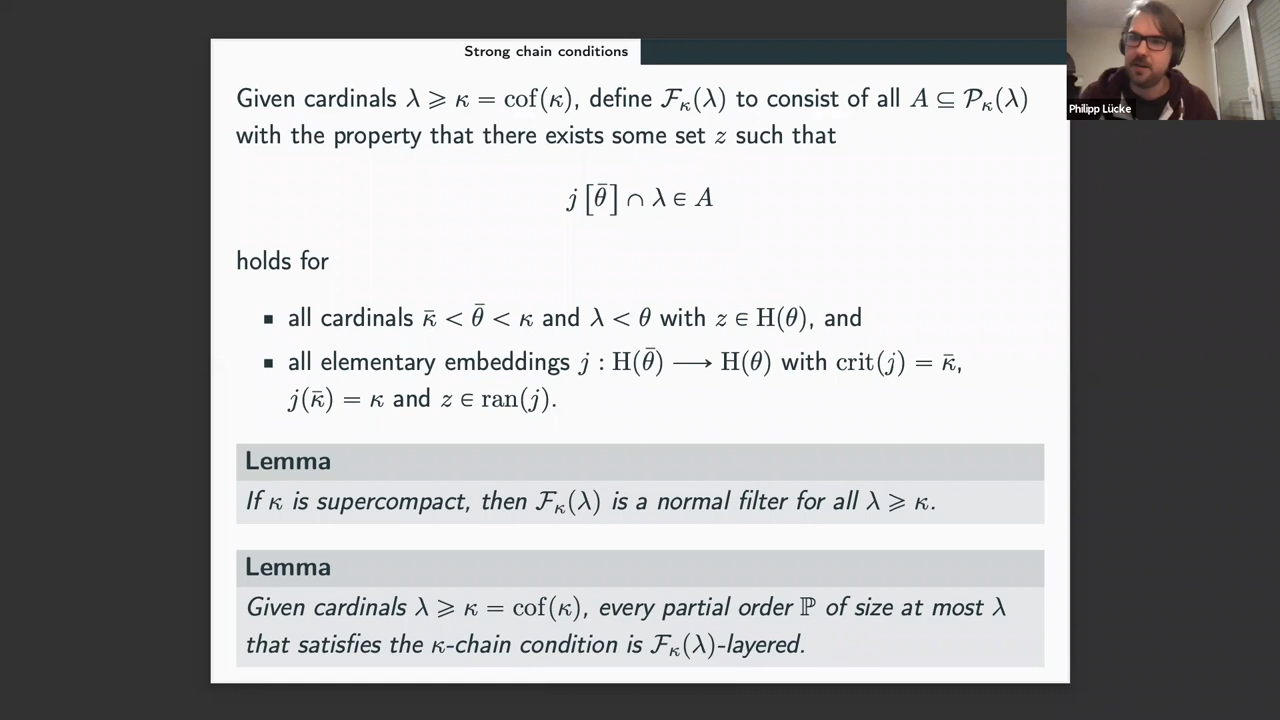 Strong chain conditions
Given cardinals λ ⩾ κ = cof(κ), define ℱ_κ(λ) to consist of all A ⊆ 𝒫_κ(λ)
with the property that there exists some set z such that
j[θ̄] ∩ λ ∈ A
holds for
▪ all cardinals κ̄ < θ̄ < κ and λ < θ with z ∈ H(θ), and
▪ all elementary embeddings j : H(θ̄) ⟶ H(θ) with crit(j) = κ̄,
j(κ̄) = κ and z ∈ ran(j).
Lemma
If κ is supercompact, then ℱ_κ(λ) is a normal filter for all λ ⩾ κ.
Lemma
Given cardinals λ ⩾ κ = cof(κ), every partial order ℙ of size at most λ
that satisfies the κ-chain condition is ℱ_κ(λ)-layered.
Philipp Lücke